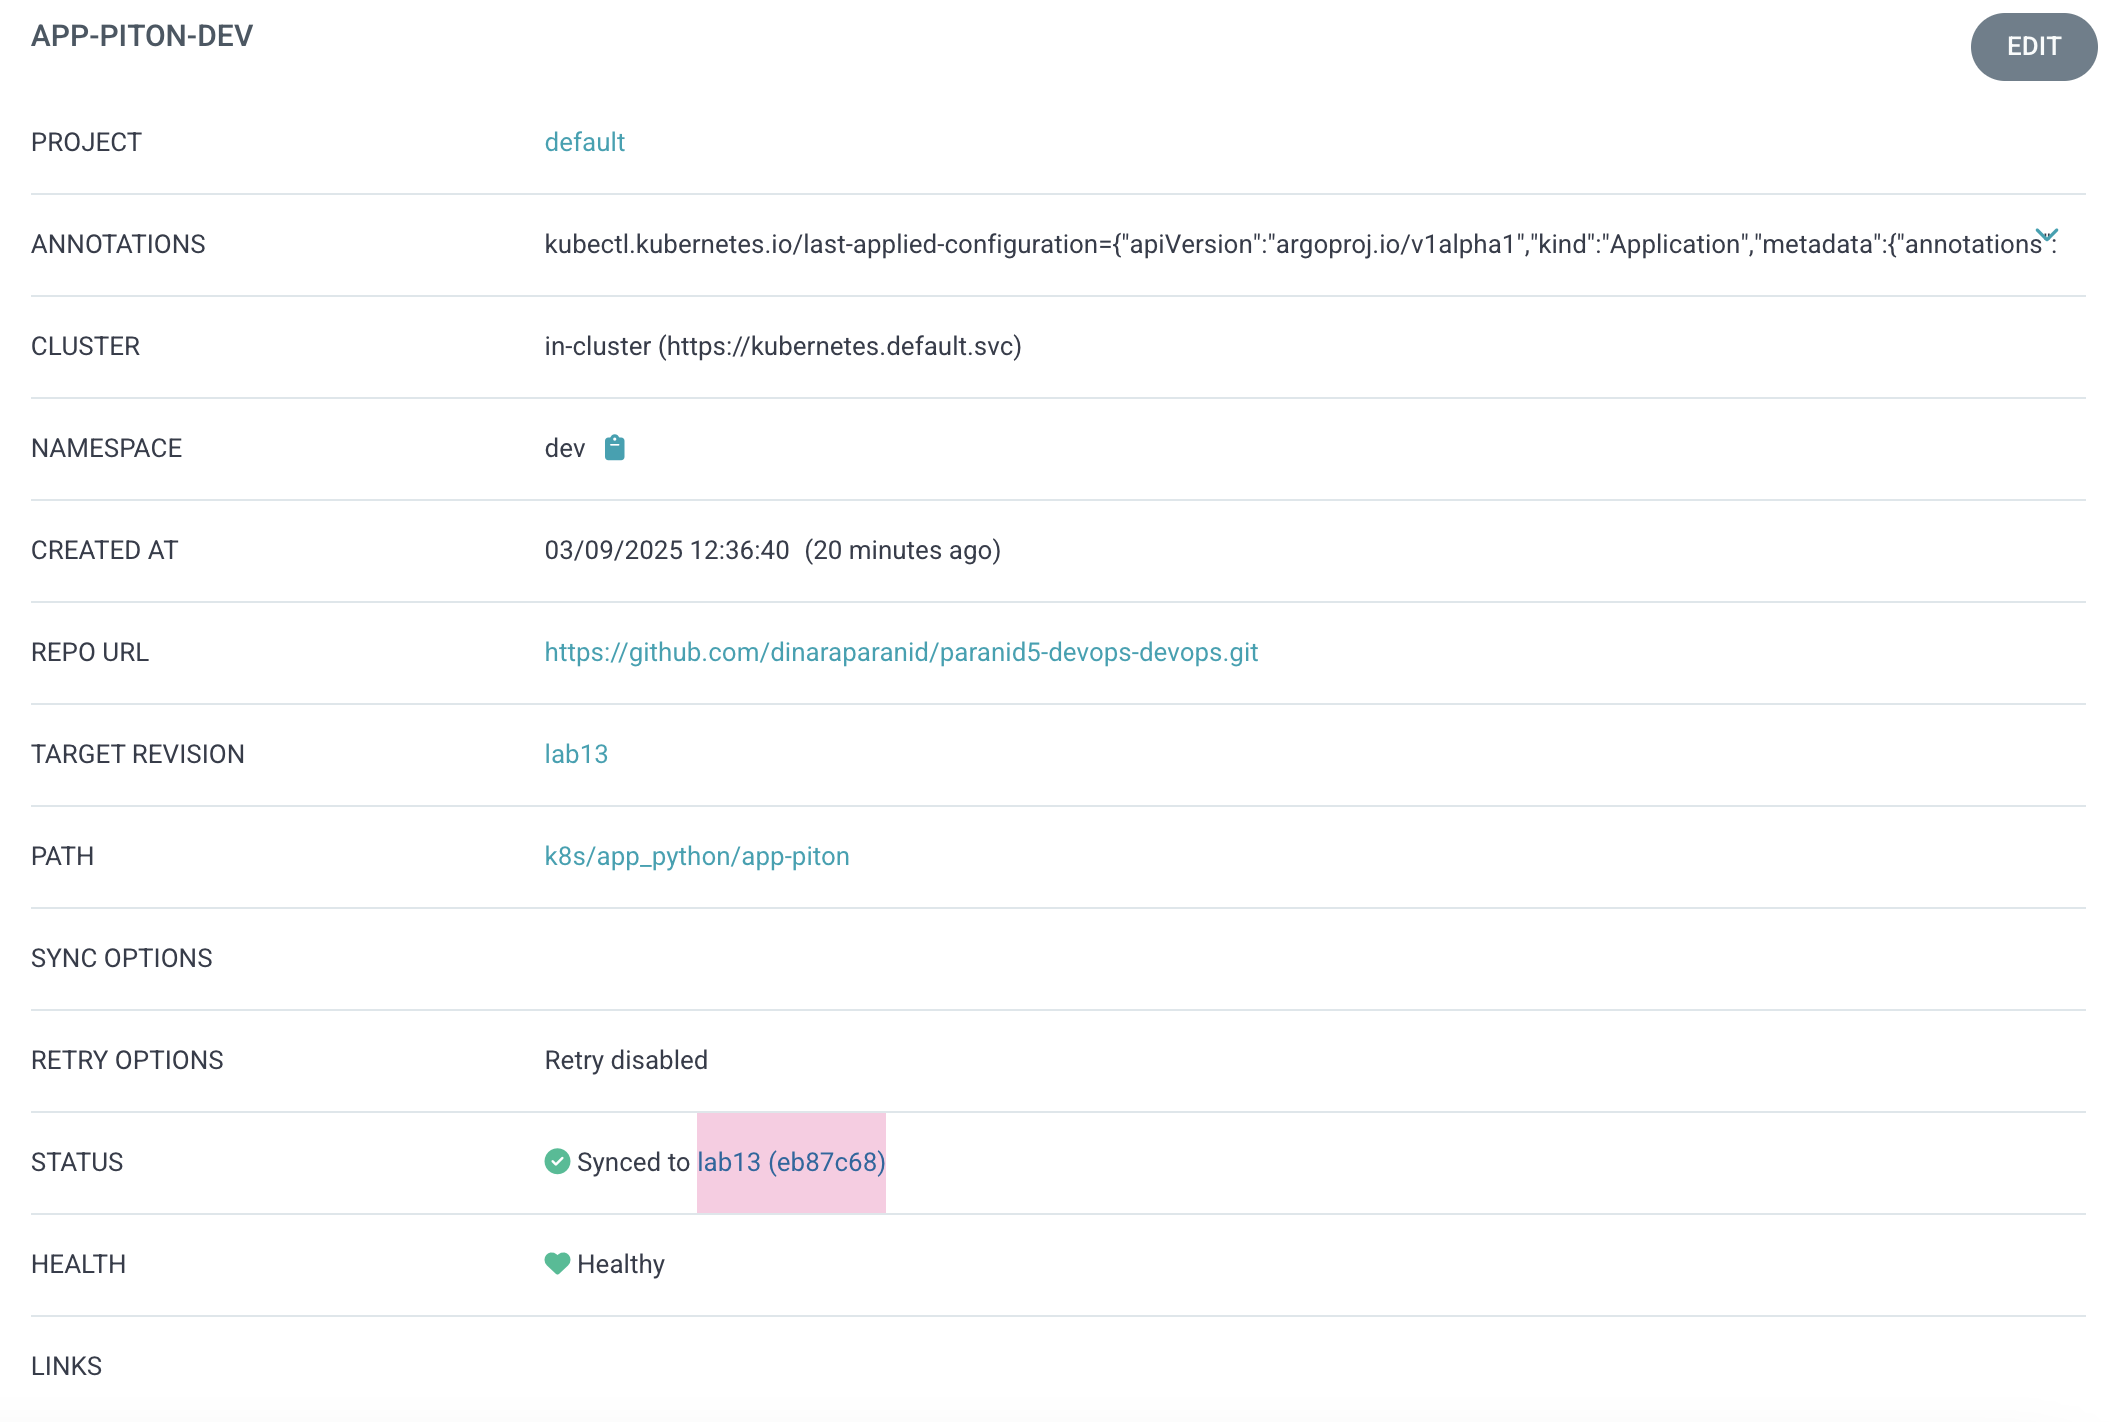 APP-PITON-DEV
EDIT
PROJECT default
ANNOTATIONS kubectl.kubernetes.io/last-applied-configuration={"apiVersion":"argoproj.io/v1alpha1","kind":"Application","metadata":{"annotations":
CLUSTER in-cluster (https://kubernetes.default.svc)
NAMESPACE dev
CREATED AT 03/09/2025 12:36:40 (20 minutes ago)
REPO URL https://github.com/dinaraparanid/paranid5-devops-devops.git
TARGET REVISION lab13
PATH k8s/app_python/app-piton
SYNC OPTIONS
RETRY OPTIONS Retry disabled
STATUS Synced to lab13 (eb87c68)
HEALTH Healthy
LINKS